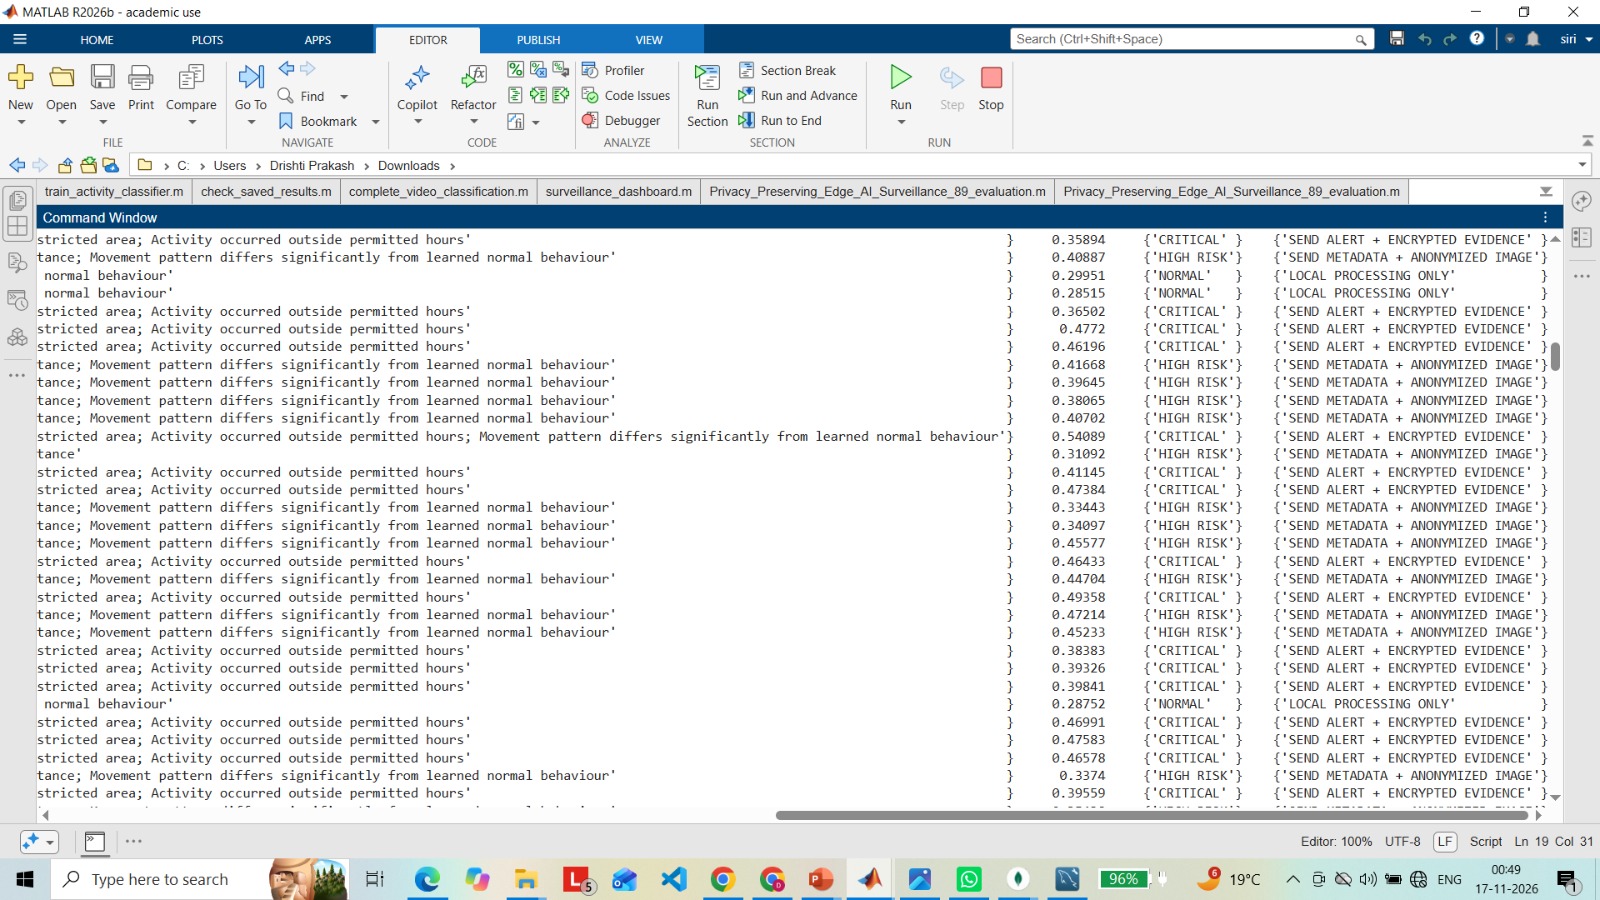 MATLAB R2026b - academic use
HOME PLOTS APPS EDITOR PUBLISH VIEW Search (Ctrl+Shift+Space) siri
New Open Save Print Compare
FILE
Go To Find Bookmark
NAVIGATE
Copilot Refactor
CODE
Profiler
Code Issues
Debugger
ANALYZE
Run Section
Section Break
Run and Advance
Run to End
SECTION
Run Step Stop
RUN
C: Users Drishti Prakash Downloads
train_activity_classifier.m check_saved_results.m complete_video_classification.m surveillance_dashboard.m Privacy_Preserving_Edge_AI_Surveillance_89_evaluation.m Privacy_Preserving_Edge_AI_Surveillance_89_evaluation.m
Command Window
stricted area; Activity occurred outside permitted hours' } 0.35894 {'CRITICAL' } {'SEND ALERT + ENCRYPTED EVIDENCE' }
tance; Movement pattern differs significantly from learned normal behaviour' } 0.40887 {'HIGH RISK'} {'SEND METADATA + ANONYMIZED IMAGE'}
normal behaviour' } 0.29951 {'NORMAL' } {'LOCAL PROCESSING ONLY' }
normal behaviour' } 0.28515 {'NORMAL' } {'LOCAL PROCESSING ONLY' }
stricted area; Activity occurred outside permitted hours' } 0.36502 {'CRITICAL' } {'SEND ALERT + ENCRYPTED EVIDENCE' }
stricted area; Activity occurred outside permitted hours' } 0.4772 {'CRITICAL' } {'SEND ALERT + ENCRYPTED EVIDENCE' }
stricted area; Activity occurred outside permitted hours' } 0.46196 {'CRITICAL' } {'SEND ALERT + ENCRYPTED EVIDENCE' }
tance; Movement pattern differs significantly from learned normal behaviour' } 0.41668 {'HIGH RISK'} {'SEND METADATA + ANONYMIZED IMAGE'}
tance; Movement pattern differs significantly from learned normal behaviour' } 0.39645 {'HIGH RISK'} {'SEND METADATA + ANONYMIZED IMAGE'}
tance; Movement pattern differs significantly from learned normal behaviour' } 0.38065 {'HIGH RISK'} {'SEND METADATA + ANONYMIZED IMAGE'}
tance; Movement pattern differs significantly from learned normal behaviour' } 0.40702 {'HIGH RISK'} {'SEND METADATA + ANONYMIZED IMAGE'}
stricted area; Activity occurred outside permitted hours; Movement pattern differs significantly from learned normal behaviour'} 0.54089 {'CRITICAL' } {'SEND ALERT + ENCRYPTED EVIDENCE' }
tance' } 0.31092 {'HIGH RISK'} {'SEND METADATA + ANONYMIZED IMAGE'}
stricted area; Activity occurred outside permitted hours' } 0.41145 {'CRITICAL' } {'SEND ALERT + ENCRYPTED EVIDENCE' }
stricted area; Activity occurred outside permitted hours' } 0.47384 {'CRITICAL' } {'SEND ALERT + ENCRYPTED EVIDENCE' }
tance; Movement pattern differs significantly from learned normal behaviour' } 0.33443 {'HIGH RISK'} {'SEND METADATA + ANONYMIZED IMAGE'}
tance; Movement pattern differs significantly from learned normal behaviour' } 0.34097 {'HIGH RISK'} {'SEND METADATA + ANONYMIZED IMAGE'}
tance; Movement pattern differs significantly from learned normal behaviour' } 0.45577 {'HIGH RISK'} {'SEND METADATA + ANONYMIZED IMAGE'}
stricted area; Activity occurred outside permitted hours' } 0.46433 {'CRITICAL' } {'SEND ALERT + ENCRYPTED EVIDENCE' }
tance; Movement pattern differs significantly from learned normal behaviour' } 0.44704 {'HIGH RISK'} {'SEND METADATA + ANONYMIZED IMAGE'}
stricted area; Activity occurred outside permitted hours' } 0.49358 {'CRITICAL' } {'SEND ALERT + ENCRYPTED EVIDENCE' }
tance; Movement pattern differs significantly from learned normal behaviour' } 0.47214 {'HIGH RISK'} {'SEND METADATA + ANONYMIZED IMAGE'}
tance; Movement pattern differs significantly from learned normal behaviour' } 0.45233 {'HIGH RISK'} {'SEND METADATA + ANONYMIZED IMAGE'}
stricted area; Activity occurred outside permitted hours' } 0.38383 {'CRITICAL' } {'SEND ALERT + ENCRYPTED EVIDENCE' }
stricted area; Activity occurred outside permitted hours' } 0.39326 {'CRITICAL' } {'SEND ALERT + ENCRYPTED EVIDENCE' }
stricted area; Activity occurred outside permitted hours' } 0.39841 {'CRITICAL' } {'SEND ALERT + ENCRYPTED EVIDENCE' }
normal behaviour' } 0.28752 {'NORMAL' } {'LOCAL PROCESSING ONLY' }
stricted area; Activity occurred outside permitted hours' } 0.46991 {'CRITICAL' } {'SEND ALERT + ENCRYPTED EVIDENCE' }
stricted area; Activity occurred outside permitted hours' } 0.47583 {'CRITICAL' } {'SEND ALERT + ENCRYPTED EVIDENCE' }
stricted area; Activity occurred outside permitted hours' } 0.46578 {'CRITICAL' } {'SEND ALERT + ENCRYPTED EVIDENCE' }
tance; Movement pattern differs significantly from learned normal behaviour' } 0.3374 {'HIGH RISK'} {'SEND METADATA + ANONYMIZED IMAGE'}
stricted area; Activity occurred outside permitted hours' } 0.39559 {'CRITICAL' } {'SEND ALERT + ENCRYPTED EVIDENCE' }
Editor: 100% UTF-8 LF Script Ln 19 Col 31
Type here to search 5 96% 6 19°C ENG 00:49
17-11-2026 1